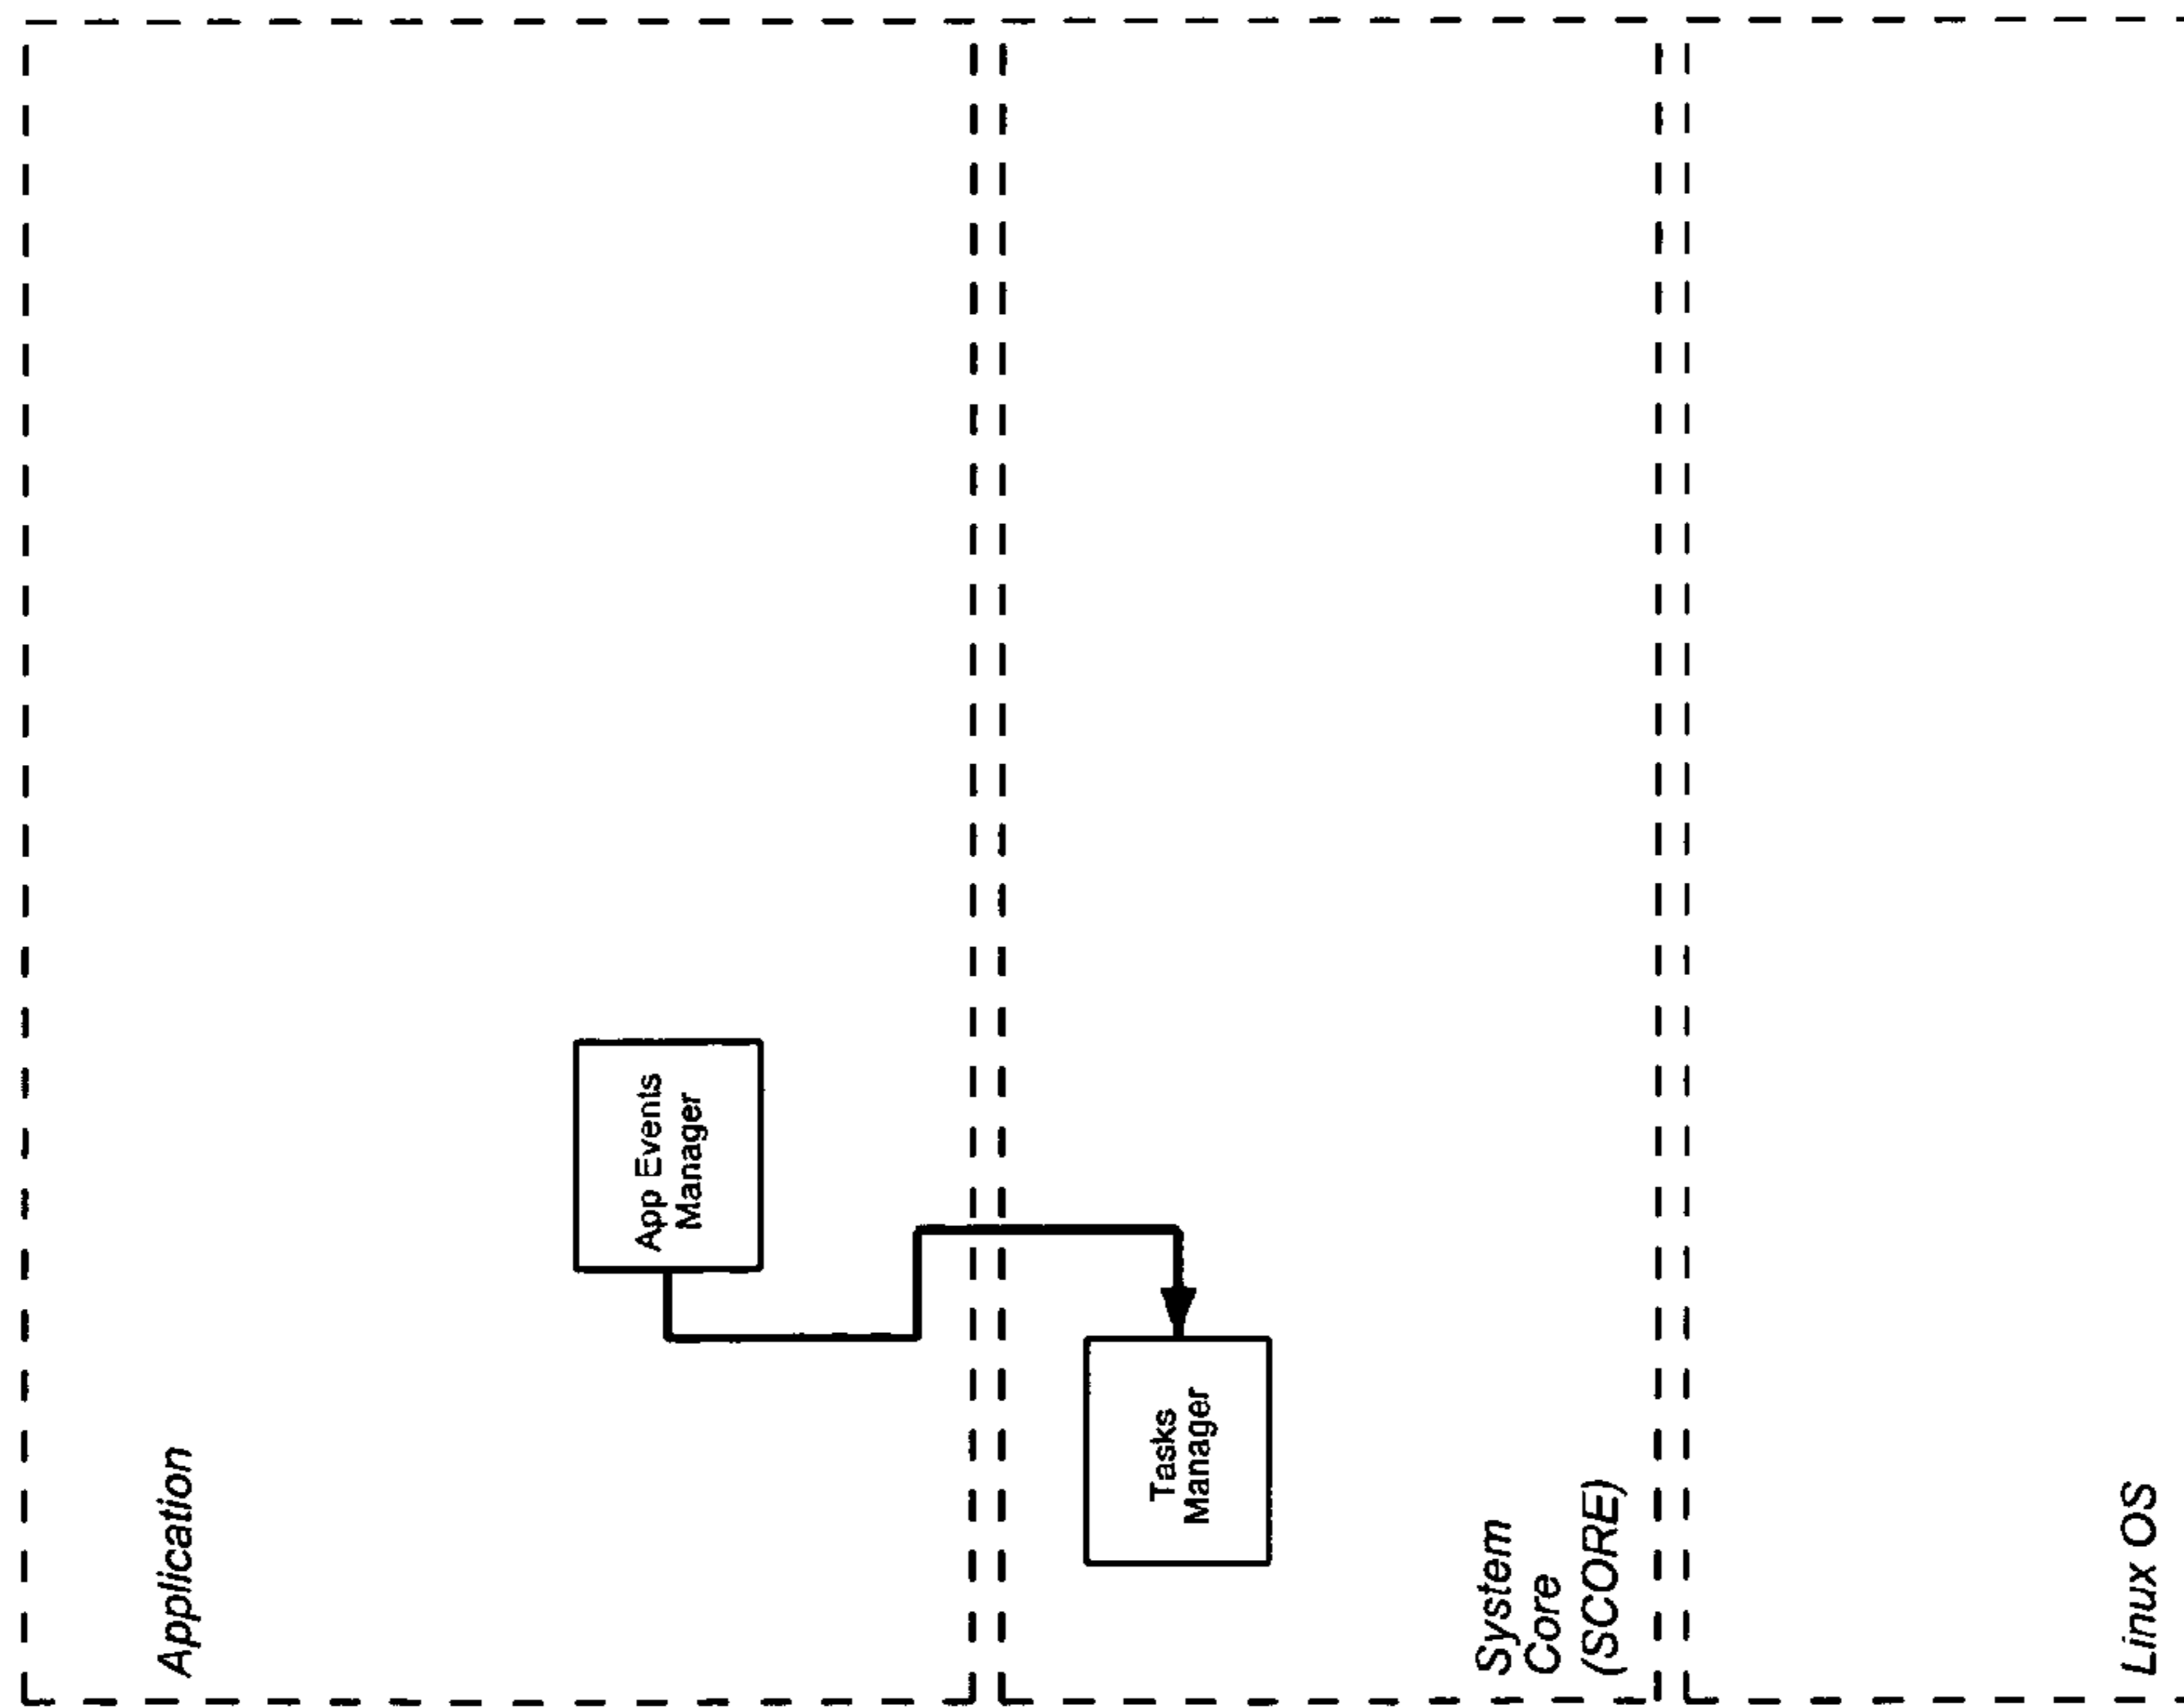 Application
App Events
Manager
Tasks
Manager
System
Core
(SCORE)
Linux OS